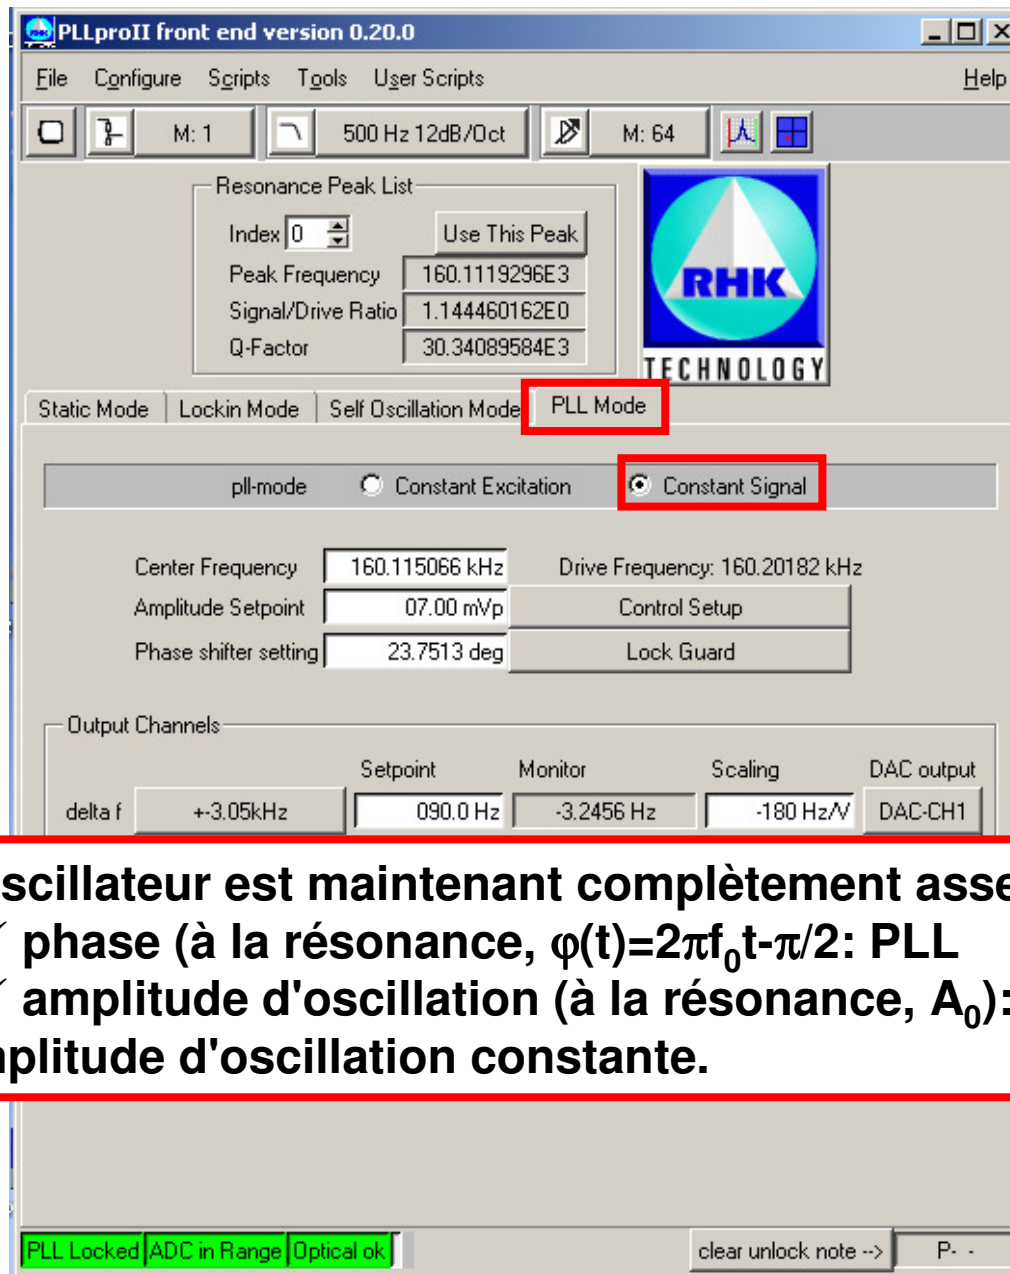 PLLproII front end version 0.20.0
File Configure Scripts Tools User Scripts Help
M: 1 500 Hz 12dB/Oct M: 64
Resonance Peak List
Index 0 Use This Peak
Peak Frequency 160.1119296E3
Signal/Drive Ratio 1.144460162E0
Q-Factor 30.34089584E3
RHK
TECHNOLOGY
Static Mode Lockin Mode Self Oscillation Mode PLL Mode
pll-mode Constant Excitation Constant Signal
Center Frequency 160.115066 kHz Drive Frequency: 160.20182 kHz
Amplitude Setpoint 07.00 mVp Control Setup
Phase shifter setting 23.7513 deg Lock Guard
Output Channels
Setpoint Monitor Scaling DAC output
delta f +-3.05kHz 090.0 Hz -3.2456 Hz -180 Hz/V DAC-CH1
scillateur est maintenant complètement asse
phase (à la résonance, φ(t)=2πf₀t-π/2: PLL
amplitude d'oscillation (à la résonance, A₀):
plitude d'oscillation constante.
PLL Locked ADC in Range Optical ok clear unlock note --> P- -